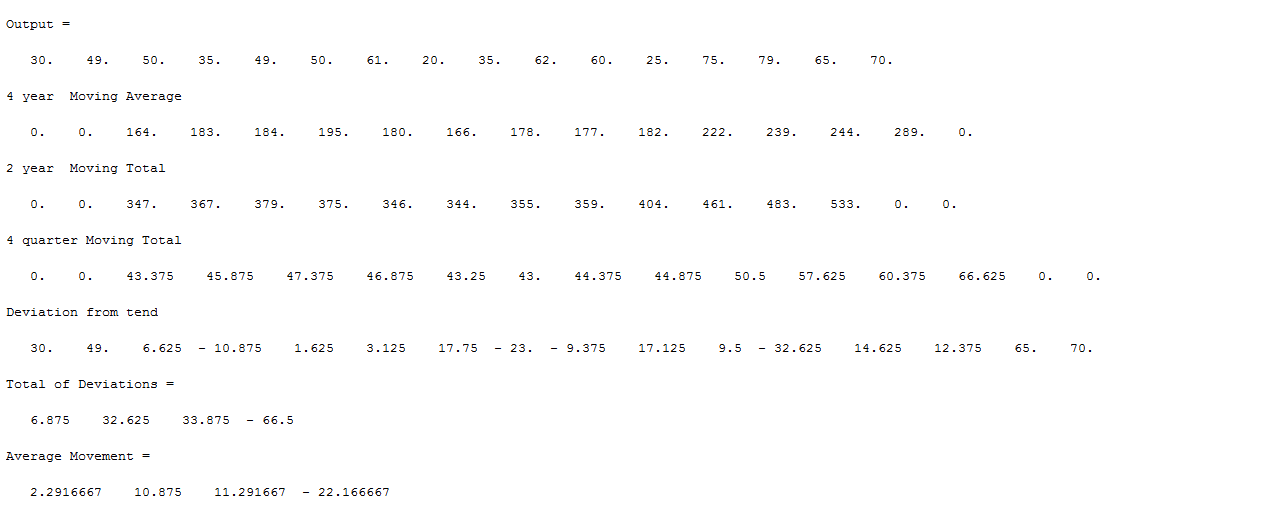 Output =
30. 49. 50. 35. 49. 50. 61. 20. 35. 62. 60. 25. 75. 79. 65. 70.
4 year  Moving Average
0. 0. 164. 183. 184. 195. 180. 166. 178. 177. 182. 222. 239. 244. 289. 0.
2 year  Moving Total
0. 0. 347. 367. 379. 375. 346. 344. 355. 359. 404. 461. 483. 533. 0. 0.
4 quarter Moving Total
0. 0. 43.375 45.875 47.375 46.875 43.25 43. 44.375 44.875 50.5 57.625 60.375 66.625 0. 0.
Deviation from tend
30. 49. 6.625 - 10.875 1.625 3.125 17.75 - 23. - 9.375 17.125 9.5 - 32.625 14.625 12.375 65. 70.
Total of Deviations =
6.875 32.625 33.875 - 66.5
Average Movement =
2.2916667 10.875 11.291667 - 22.166667